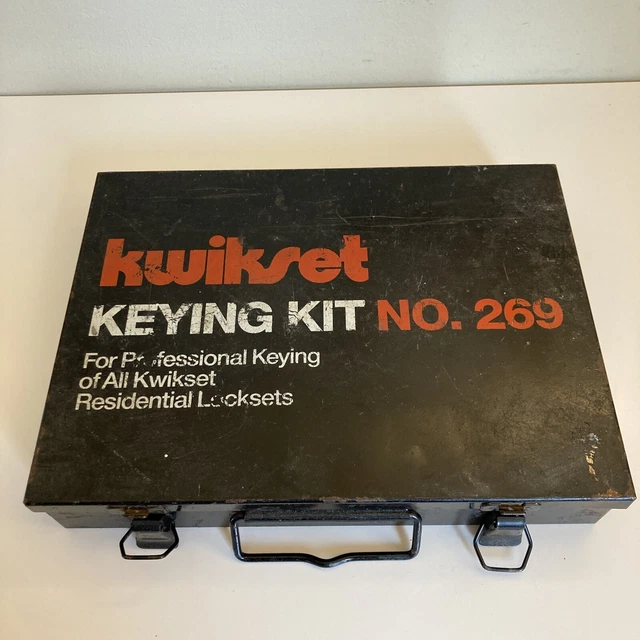 kwikset
KEYING KIT NO. 269
For Professional Keying
of All Kwikset
Residential Locksets